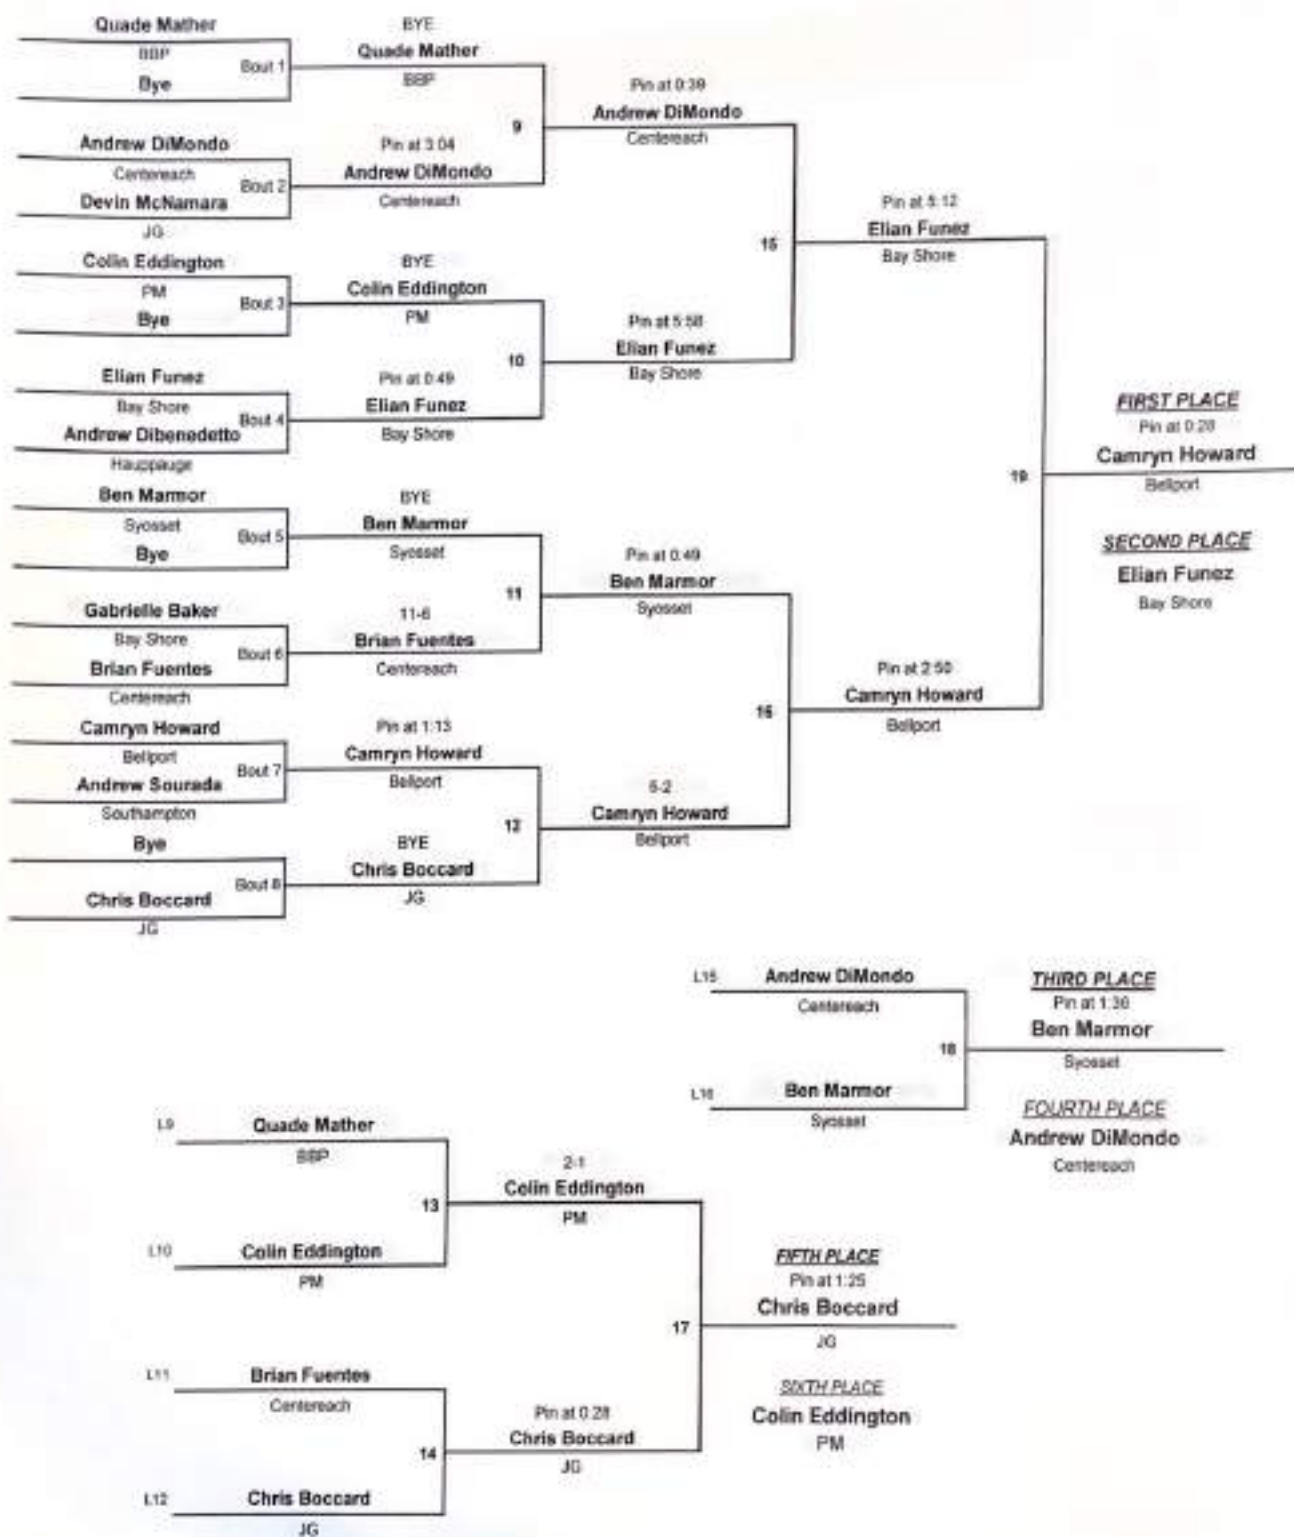 Quade Mather
BBP
Bout 1
Bye
BYE
Quade Mather
BBP
Andrew DiMondo
Centereach
Bout 2
Devin McNamara
JG
Pin at 3:04
Andrew DiMondo
Centereach
9
Pin at 0:39
Andrew DiMondo
Centereach
Colin Eddington
PM
Bout 3
Bye
BYE
Colin Eddington
PM
Elian Funez
Bay Shore
Bout 4
Andrew Dibenedetto
Hauppauge
Pin at 0:49
Elian Funez
Bay Shore
10
Pin at 5:58
Elian Funez
Bay Shore
15
Pin at 5:12
Elian Funez
Bay Shore
Ben Marmor
Syosset
Bout 5
Bye
BYE
Ben Marmor
Syosset
Gabrielle Baker
Bay Shore
Bout 6
Brian Fuentes
Centereach
11-6
Brian Fuentes
Centereach
11
Pin at 0:49
Ben Marmor
Syosset
Camryn Howard
Bellport
Bout 7
Andrew Sourada
Southampton
Pin at 1:13
Camryn Howard
Bellport
Bye
Bout 8
Chris Boccard
JG
BYE
Chris Boccard
JG
12
5-2
Camryn Howard
Bellport
16
Pin at 2:50
Camryn Howard
Bellport
19
FIRST PLACE
Pin at 0:28
Camryn Howard
Bellport
SECOND PLACE
Elian Funez
Bay Shore
L15
Andrew DiMondo
Centereach
18
L16
Ben Marmor
Syosset
THIRD PLACE
Pin at 1:36
Ben Marmor
Syosset
FOURTH PLACE
Andrew DiMondo
Centereach
L9
Quade Mather
BBP
13
L10
Colin Eddington
PM
2-1
Colin Eddington
PM
L11
Brian Fuentes
Centereach
14
L12
Chris Boccard
JG
Pin at 0:28
Chris Boccard
JG
17
FIFTH PLACE
Pin at 1:25
Chris Boccard
JG
SIXTH PLACE
Colin Eddington
PM